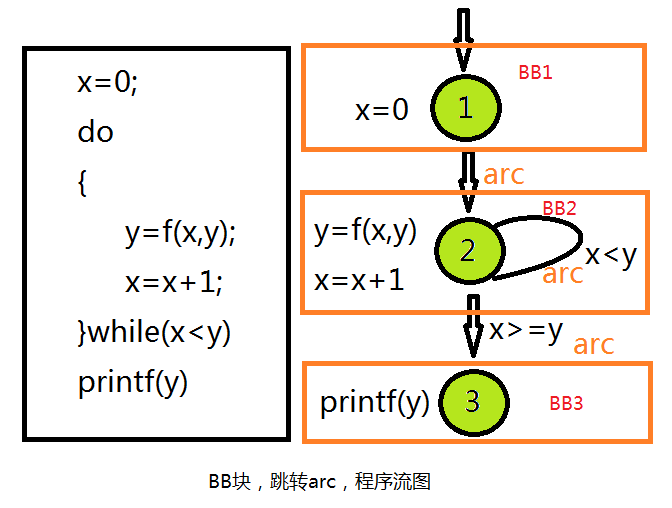 x=0;
do
{
y=f(x,y);
x=x+1;
}while(x<y)
printf(y)
BB1
x=0
1
arc
BB2
y=f(x,y)
2
x<y
x=x+1
arc
x>=y
arc
printf(y)
3
BB3
BB块，跳转arc，程序流图